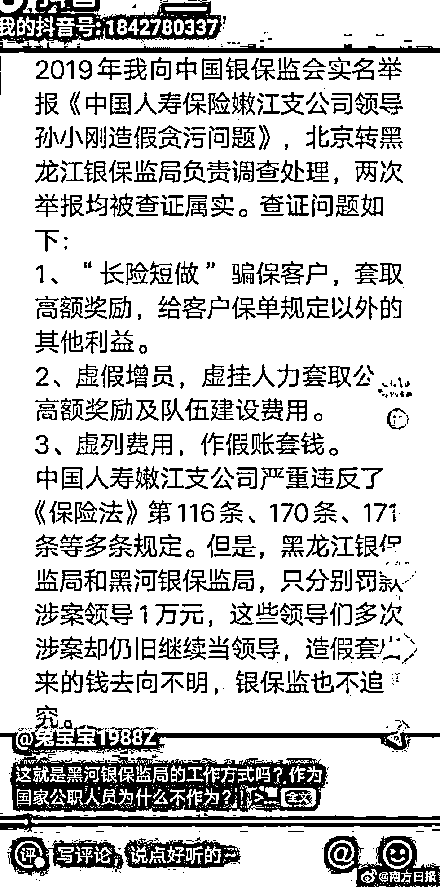 我的抖音号:1842780337
2019年我向中国银保监会实名举
报《中国人寿保险嫩江支公司领导
孙小刚造假贪污问题》，北京转黑
龙江银保监局负责调查处理，两次
举报均被查证属实。查证问题如
下：
1、“长险短做”骗保客户，套取
高额奖励，给客户保单规定以外的
其他利益。
2、虚假增员，虚挂人力套取公
高额奖励及队伍建设费用。
3、虚列费用，作假账套钱。
中国人寿嫩江支公司严重违反了
《保险法》第116条、170条、171
条等多条规定。但是，黑龙江银保
监局和黑河银保监局，只分别罚款
涉案领导1万元，这些领导们多次
涉案却仍旧继续当领导，造假套出
来的钱去向不明，银保监也不追
究。
@兔宝宝1988Z
这就是黑河银保监局的工作方式吗？作为
国家公职人员为什么不作为？
写评论，说点好听的~
@南方日报